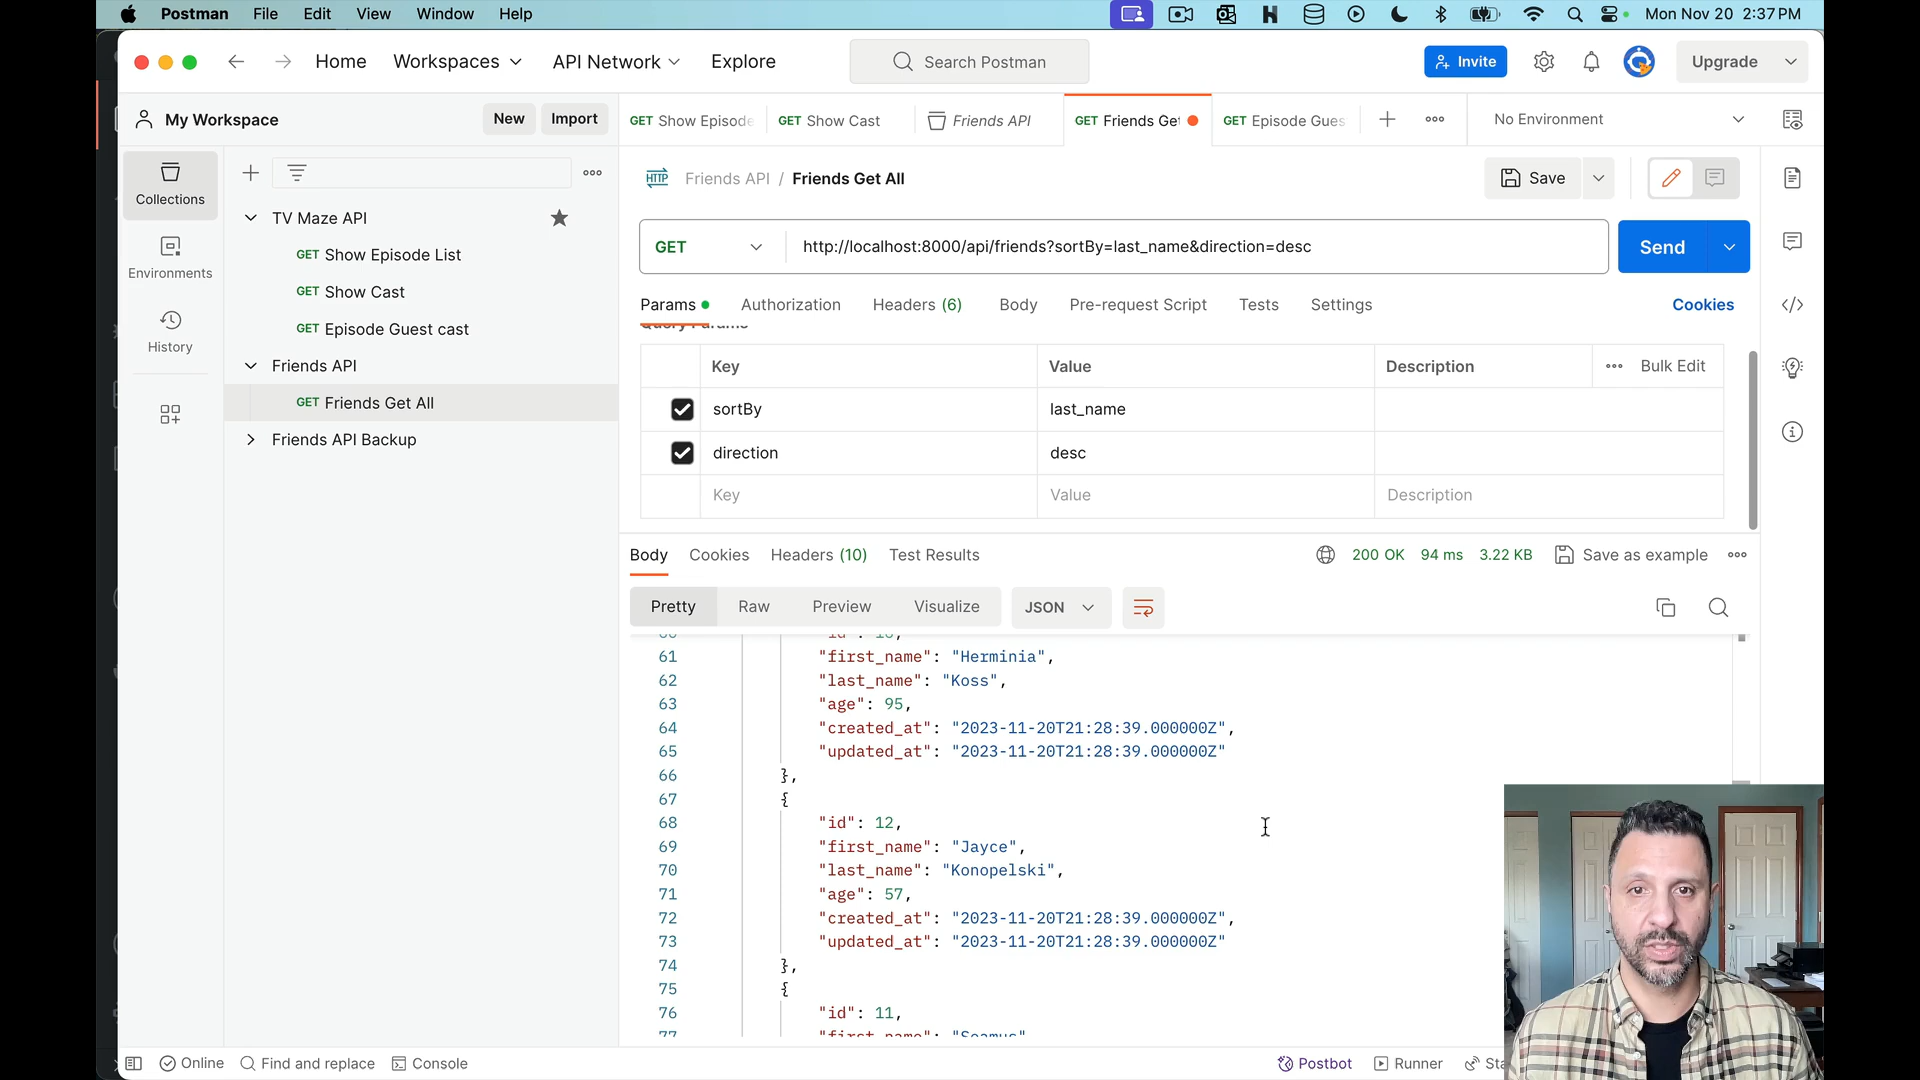 Postman File Edit View Window Help Mon Nov 20 2:37 PM
Home Workspaces API Network Explore Search Postman Invite Upgrade
My Workspace New Import
GET Show Episode GET Show Cast Friends API GET Friends Get GET Episode Gues No Environment
Collections
Environments
History
TV Maze API
GET Show Episode List
GET Show Cast
GET Episode Guest cast
Friends API
GET Friends Get All
Friends API Backup
HTTP Friends API / Friends Get All Save
GET http://localhost:8000/api/friends?sortBy=last_name&direction=desc Send
Params Authorization Headers (6) Body Pre-request Script Tests Settings Cookies
Query Params
Key Value Description Bulk Edit
sortBy last_name
direction desc
Key Value Description
Body Cookies Headers (10) Test Results 200 OK 94 ms 3.22 KB Save as example
Pretty Raw Preview Visualize JSON
61 "first_name": "Herminia",
62 "last_name": "Koss",
63 "age": 95,
64 "created_at": "2023-11-20T21:28:39.000000Z",
65 "updated_at": "2023-11-20T21:28:39.000000Z"
66 },
67 {
68 "id": 12,
69 "first_name": "Jayce",
70 "last_name": "Konopelski",
71 "age": 57,
72 "created_at": "2023-11-20T21:28:39.000000Z",
73 "updated_at": "2023-11-20T21:28:39.000000Z"
74 },
75 {
76 "id": 11,
77 "first_name": "Seamus"
Online Find and replace Console Postbot Runner Sta